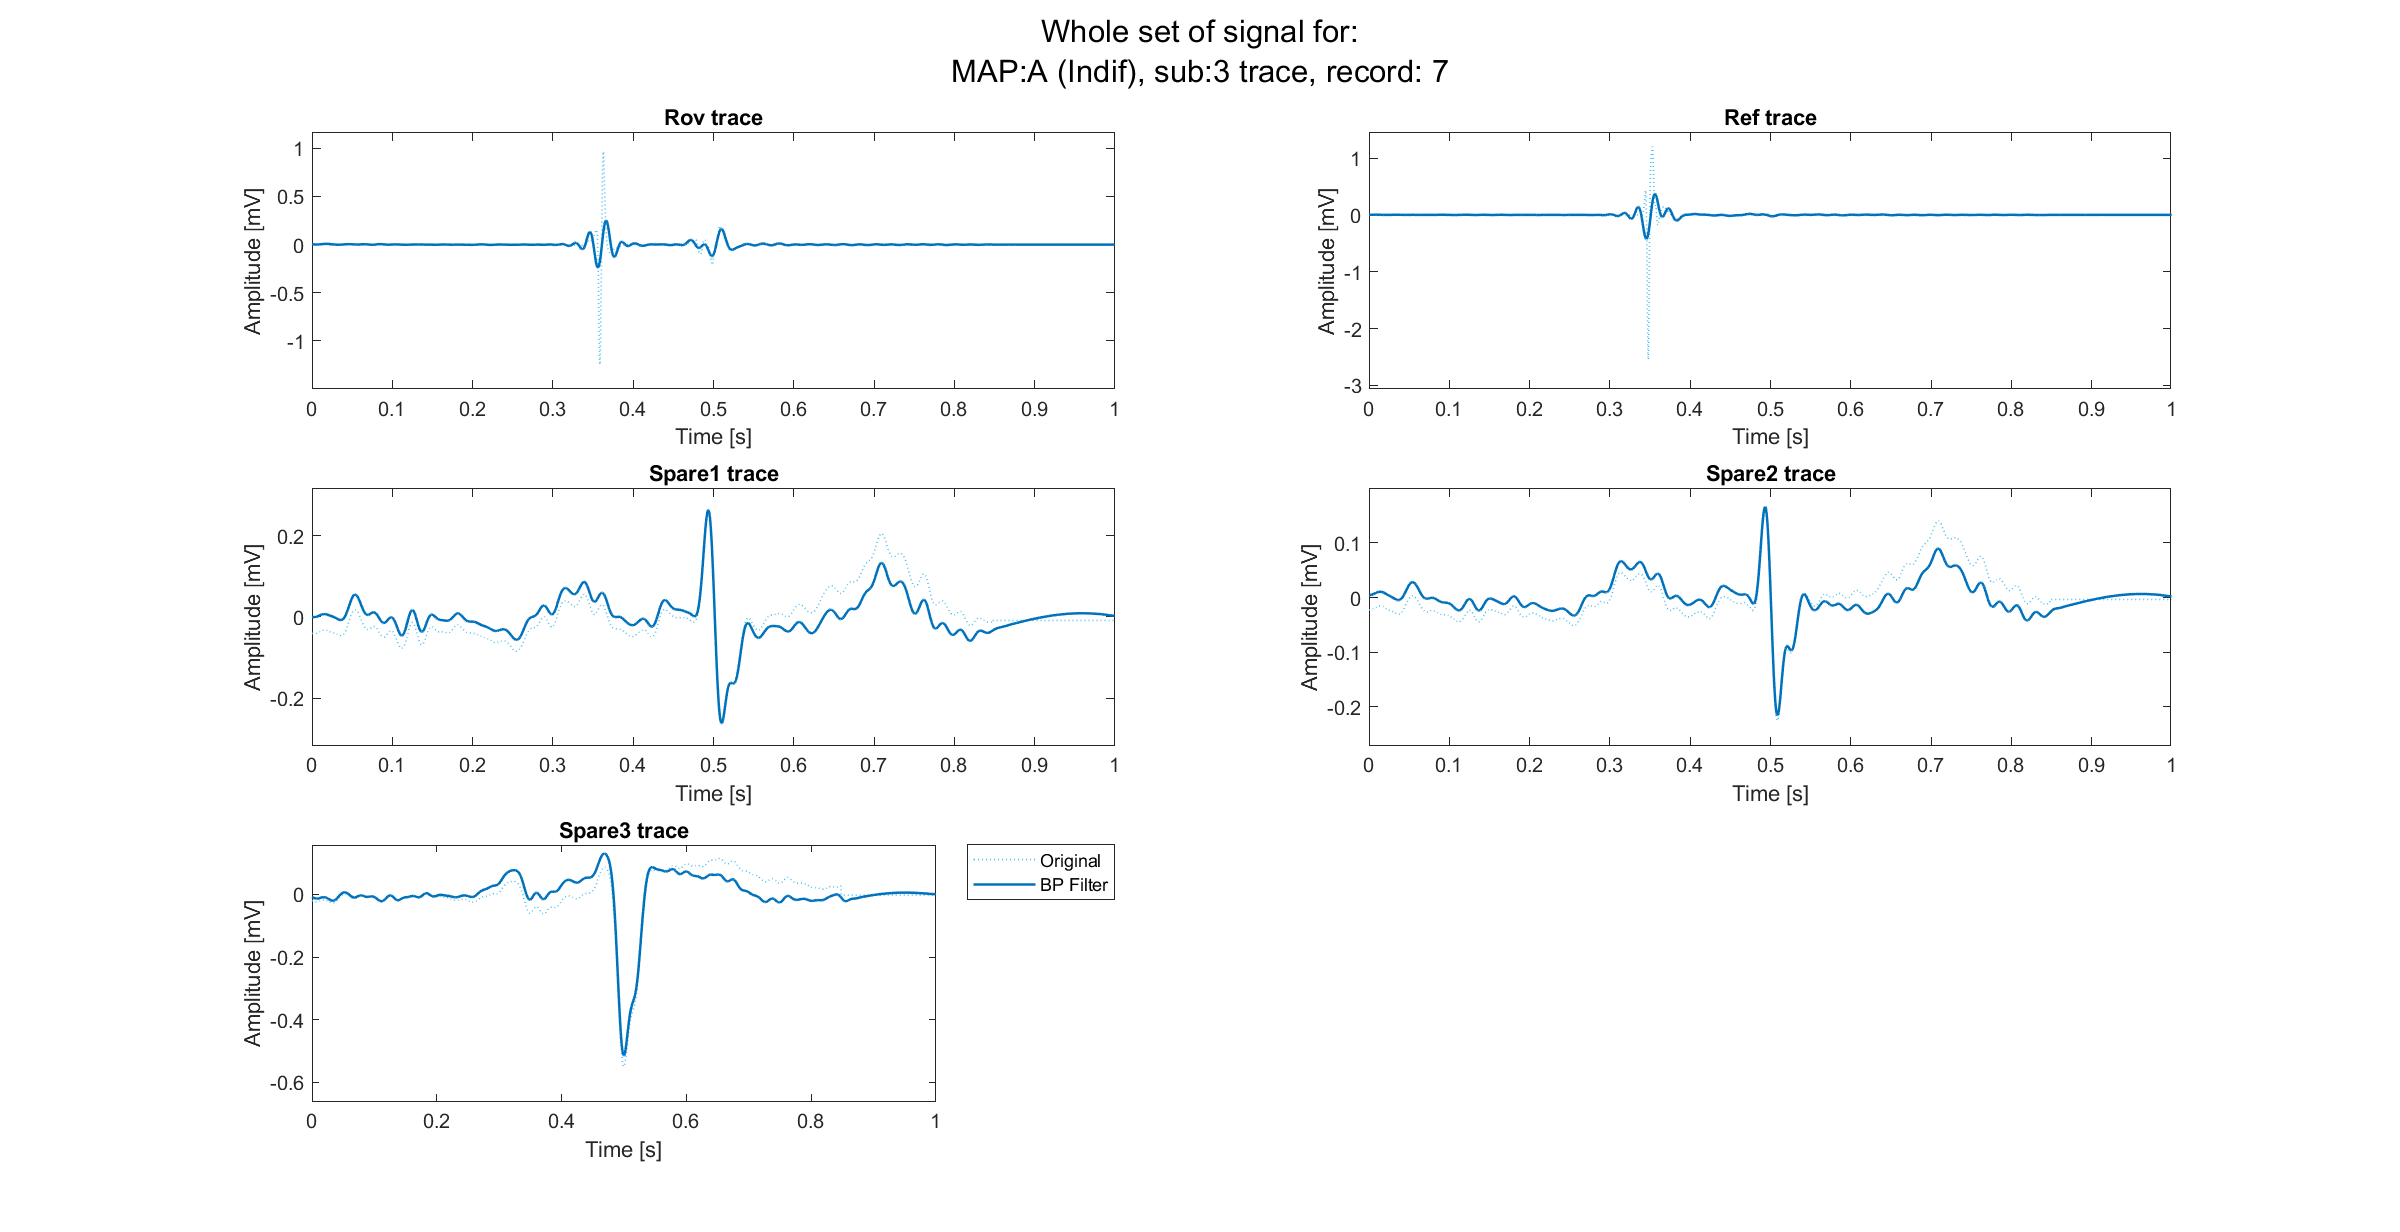 Whole set of signal for:
MAP:A (Indif), sub:3 trace, record: 7
Rov trace
Amplitude [mV]
1
0.5
0
-0.5
-1
0 0.1 0.2 0.3 0.4 0.5 0.6 0.7 0.8 0.9 1
Time [s]
Ref trace
Amplitude [mV]
1
0
-1
-2
-3
0 0.1 0.2 0.3 0.4 0.5 0.6 0.7 0.8 0.9 1
Time [s]
Spare1 trace
Amplitude [mV]
0.2
0
-0.2
0 0.1 0.2 0.3 0.4 0.5 0.6 0.7 0.8 0.9 1
Time [s]
Spare2 trace
Amplitude [mV]
0.1
0
-0.1
-0.2
0 0.1 0.2 0.3 0.4 0.5 0.6 0.7 0.8 0.9 1
Time [s]
Spare3 trace
Amplitude [mV]
0
-0.2
-0.4
-0.6
0 0.2 0.4 0.6 0.8 1
Time [s]
Original
BP Filter